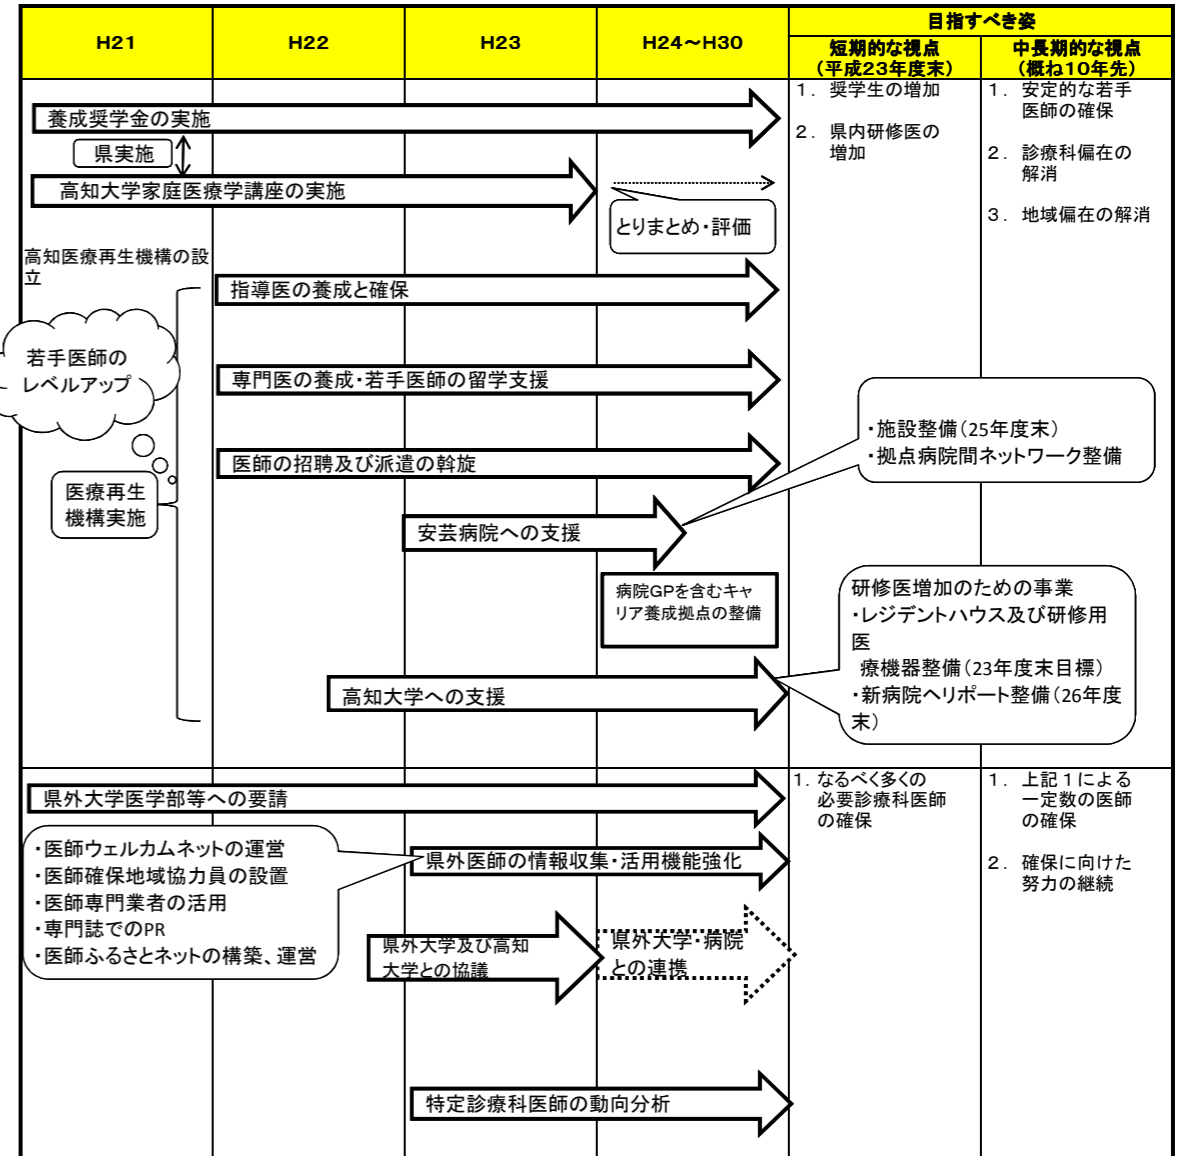 H21
H22
H23
H24～H30
目指すべき姿
短期的な視点
（平成23年度末）
中長期的な視点
（概ね10年先）
養成奨学金の実施
県実施
高知大学家庭医療学講座の実施
とりまとめ・評価
1. 奨学生の増加
2. 県内研修医の
増加
1. 安定的な若手
医師の確保
2. 診療科偏在の
解消
3. 地域偏在の解消
高知医療再生機構の設
立
指導医の養成と確保
若手医師の
レベルアップ
専門医の養成・若手医師の留学支援
医師の招聘及び派遣の斡旋
・施設整備（25年度末）
・拠点病院間ネットワーク整備
医療再生
機構実施
安芸病院への支援
病院GPを含むキャ
リア養成拠点の整備
研修医増加のための事業
・レジデントハウス及び研修用
医
療機器整備（23年度末目標）
・新病院ヘリポート整備（26年度
末）
高知大学への支援
県外大学医学部等への要請
1. なるべく多くの
必要診療科医師
の確保
1. 上記１による
一定数の医師
の確保
2. 確保に向けた
努力の継続
・医師ウェルカムネットの運営
・医師確保地域協力員の設置
・医師専門業者の活用
・専門誌でのPR
・医師ふるさとネットの構築、運営
県外医師の情報収集・活用機能強化
県外大学及び高知
大学との協議
県外大学・病院
との連携
特定診療科医師の動向分析